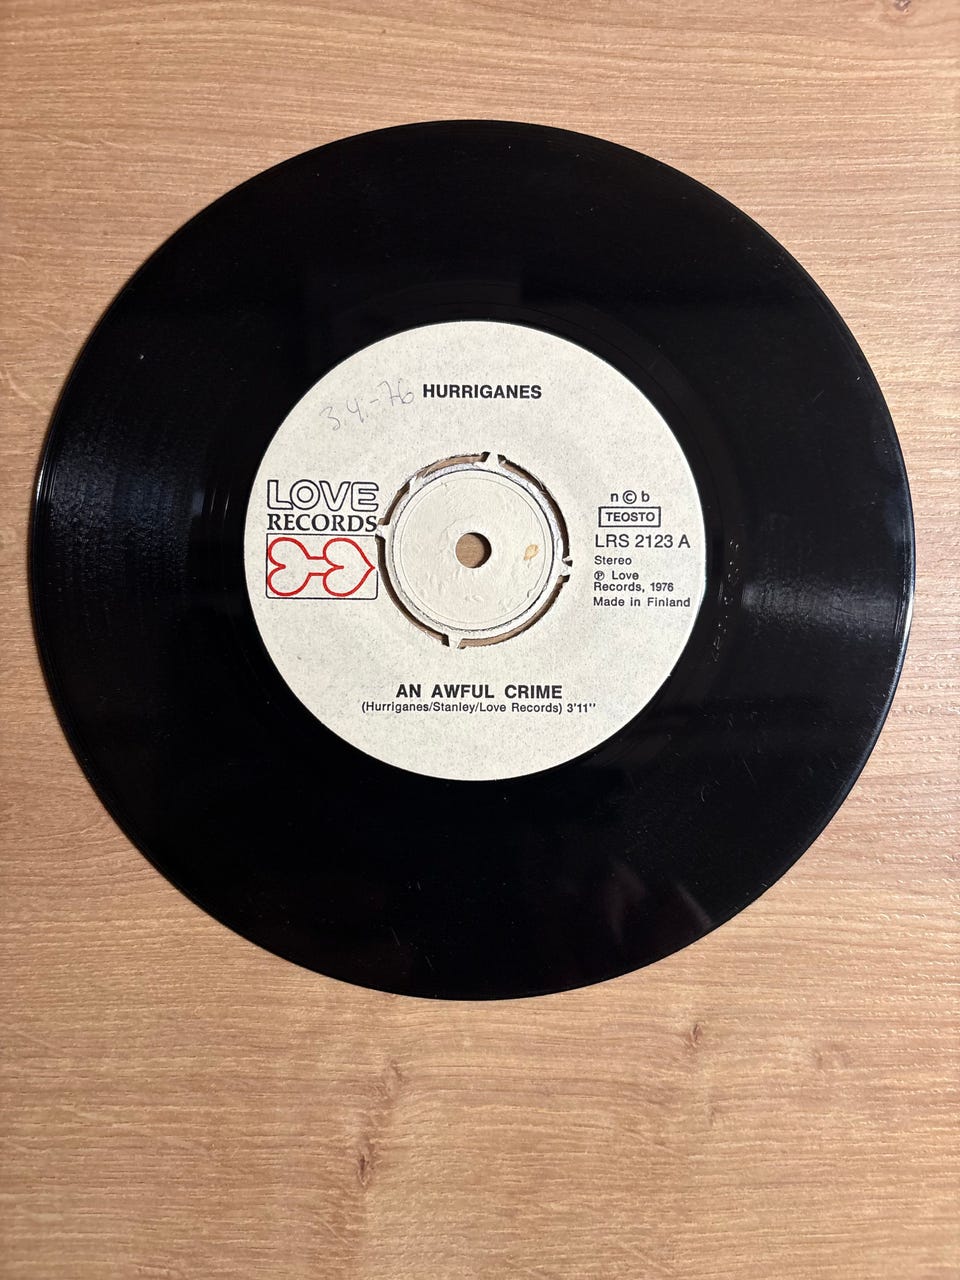 3.4.-76
HURRIGANES
LOVE
RECORDS
n © b
TEOSTO
LRS 2123 A
Stereo
℗ Love
Records, 1976
Made in Finland
AN AWFUL CRIME
(Hurriganes/Stanley/Love Records) 3'11''